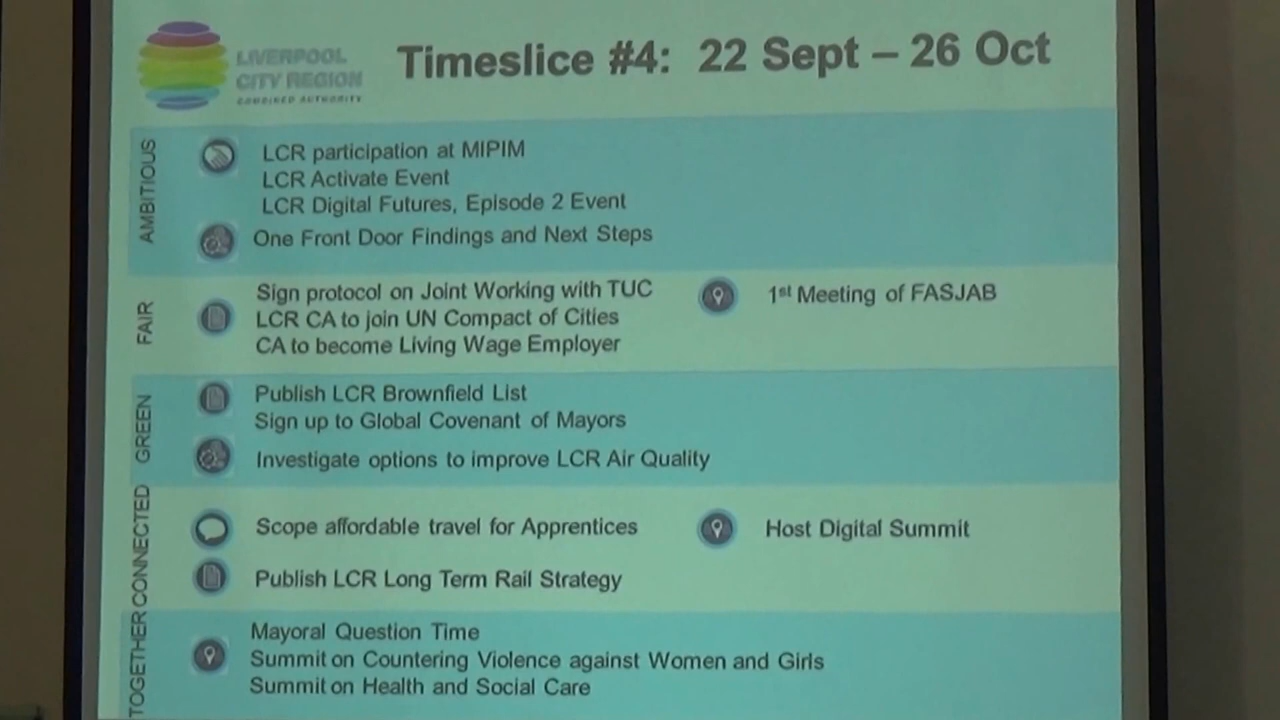 LIVERPOOL
CITY REGION
COMBINED AUTHORITY
Timeslice #4: 22 Sept – 26 Oct
AMBITIOUS
LCR participation at MIPIM
LCR Activate Event
LCR Digital Futures, Episode 2 Event
One Front Door Findings and Next Steps
FAIR
Sign protocol on Joint Working with TUC
LCR CA to join UN Compact of Cities
CA to become Living Wage Employer
1st Meeting of FASJAB
GREEN
Publish LCR Brownfield List
Sign up to Global Covenant of Mayors
Investigate options to improve LCR Air Quality
CONNECTED
Scope affordable travel for Apprentices
Host Digital Summit
Publish LCR Long Term Rail Strategy
TOGETHER
Mayoral Question Time
Summit on Countering Violence against Women and Girls
Summit on Health and Social Care